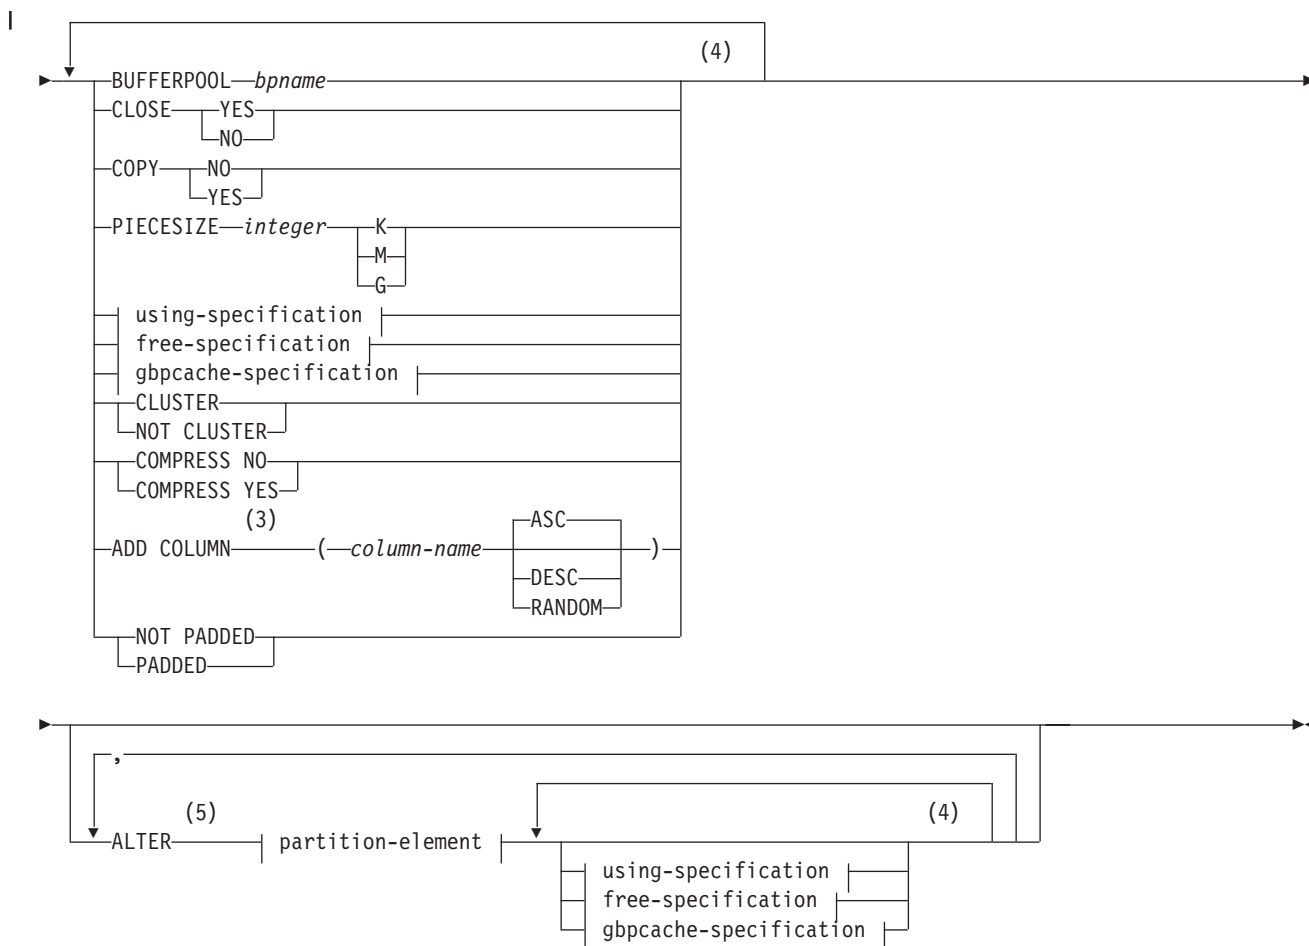 (4)
BUFFERPOOL bpname
CLOSE YES
NO
COPY NO
YES
PIECESIZE integer K
M
G
using-specification
free-specification
gbpcache-specification
CLUSTER
NOT CLUSTER
COMPRESS NO
COMPRESS YES
(3)
ASC
ADD COLUMN ( column-name )
DESC
RANDOM
NOT PADDED
PADDED
,
(5) (4)
ALTER partition-element
using-specification
free-specification
gbpcache-specification